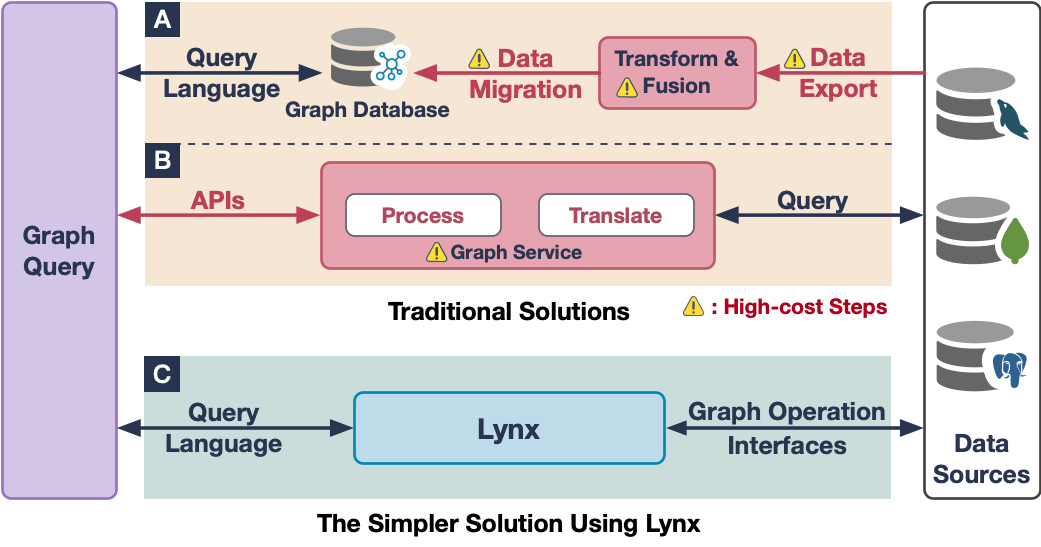 A
Query
Language
Graph Database
Data
Migration
Transform &
Fusion
Data
Export
B
APIs
Process
Translate
Graph Service
Query
Graph
Query
Traditional Solutions
: High-cost Steps
C
Query
Language
Lynx
Graph Operation
Interfaces
Data
Sources
The Simpler Solution Using Lynx